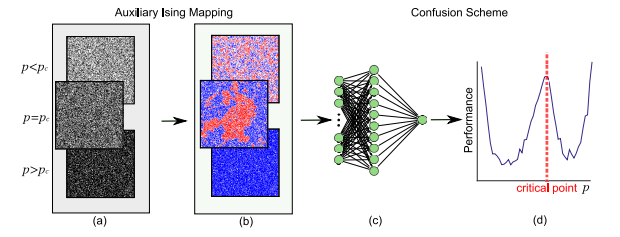 Auxiliary Ising Mapping
Confusion Scheme
p<pc
p=pc
p>pc
Performance
critical point
p
(a)
(b)
(c)
(d)